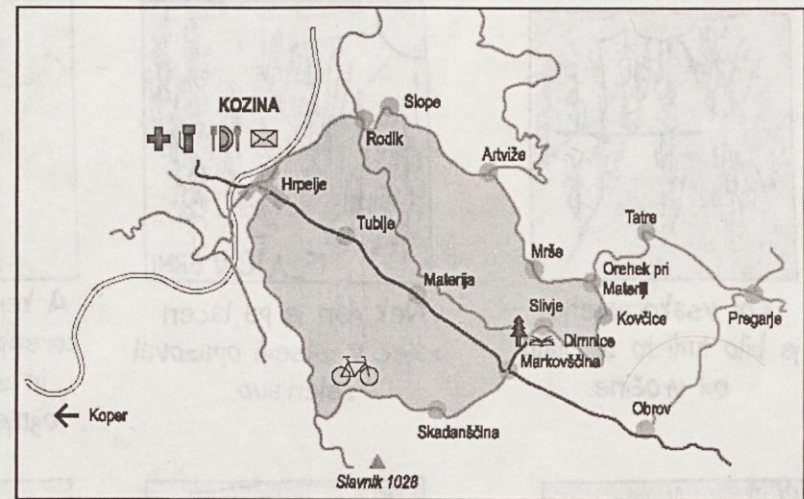 KOZINA
Slope
Rodik
Artviže
Hrpelje
Tublje
Tatre
Mrše
Orehek pri
Materiji
Materija
Pregarje
Slivje
Kovčice
Dimnice
Markovščina
Koper
Skadanščina
Obrov
Slavnik 1028